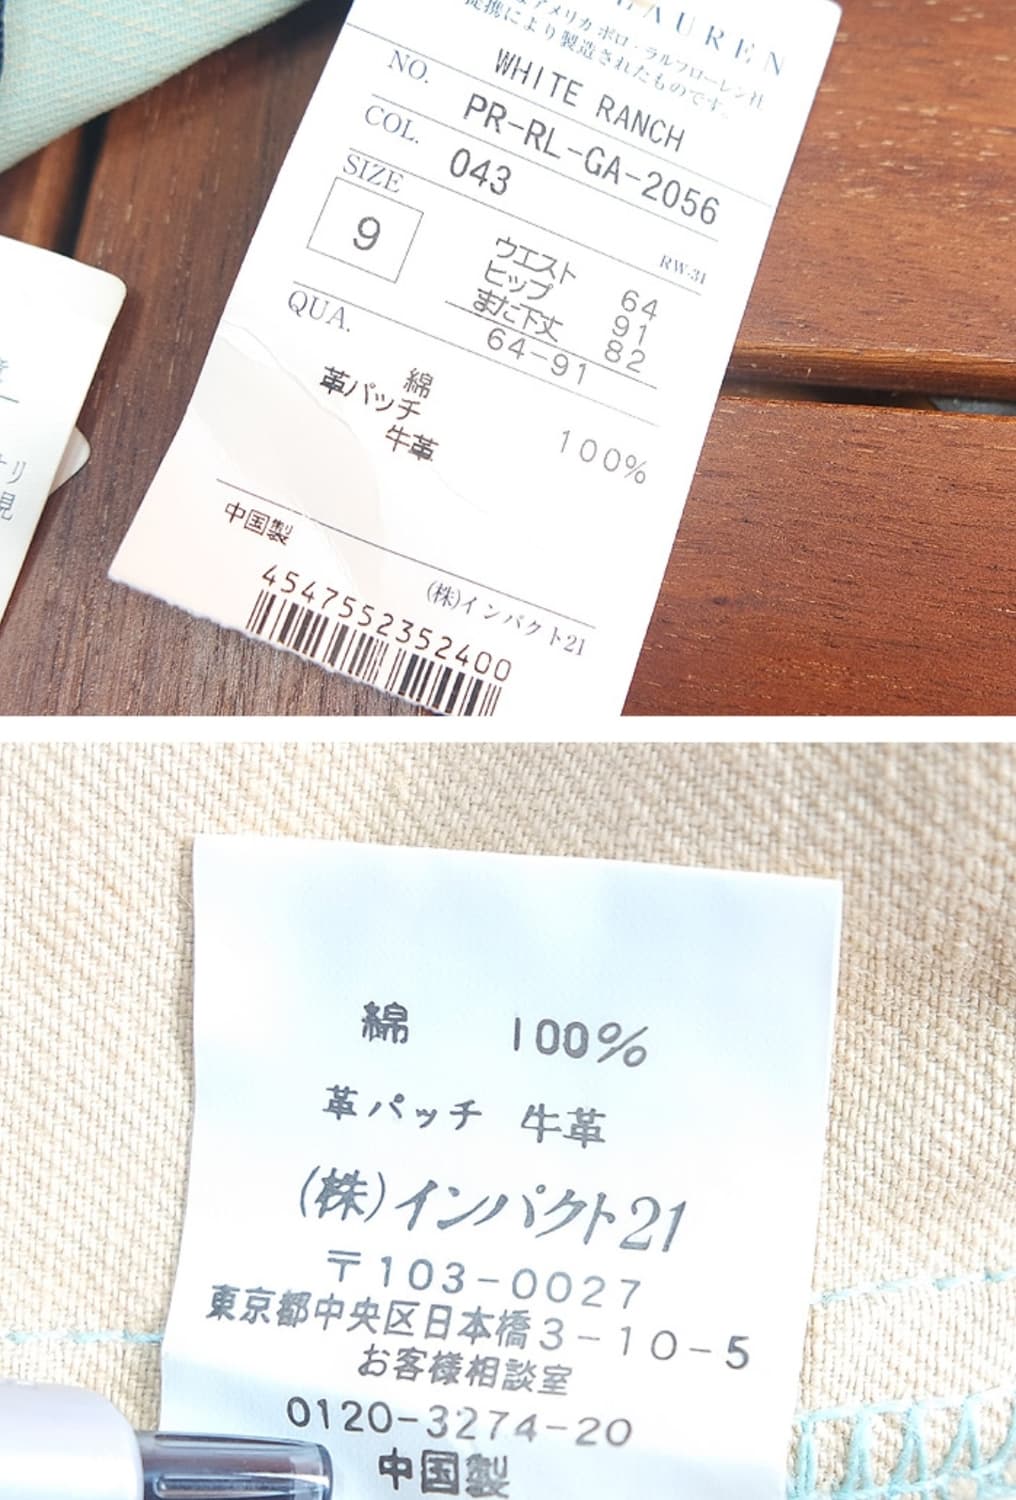 LAUREN
アメリカ ポロ・ラルフローレン社
提携により製造されたものです。
WHITE RANCH
NO. PR-RL-GA-2056
COL. 043
SIZE
RW-31
9
ウエスト 64
ヒップ 91
また下丈 82
64-91
QUA.
綿 100%
革パッチ
牛革
中国製
(株)インパクト21
4547552352400
見
綿 100%
革パッチ 牛革
(株)インパクト21
〒103-0027
東京都中央区日本橋3-10-5
お客様相談室
0120-3274-20
中国製